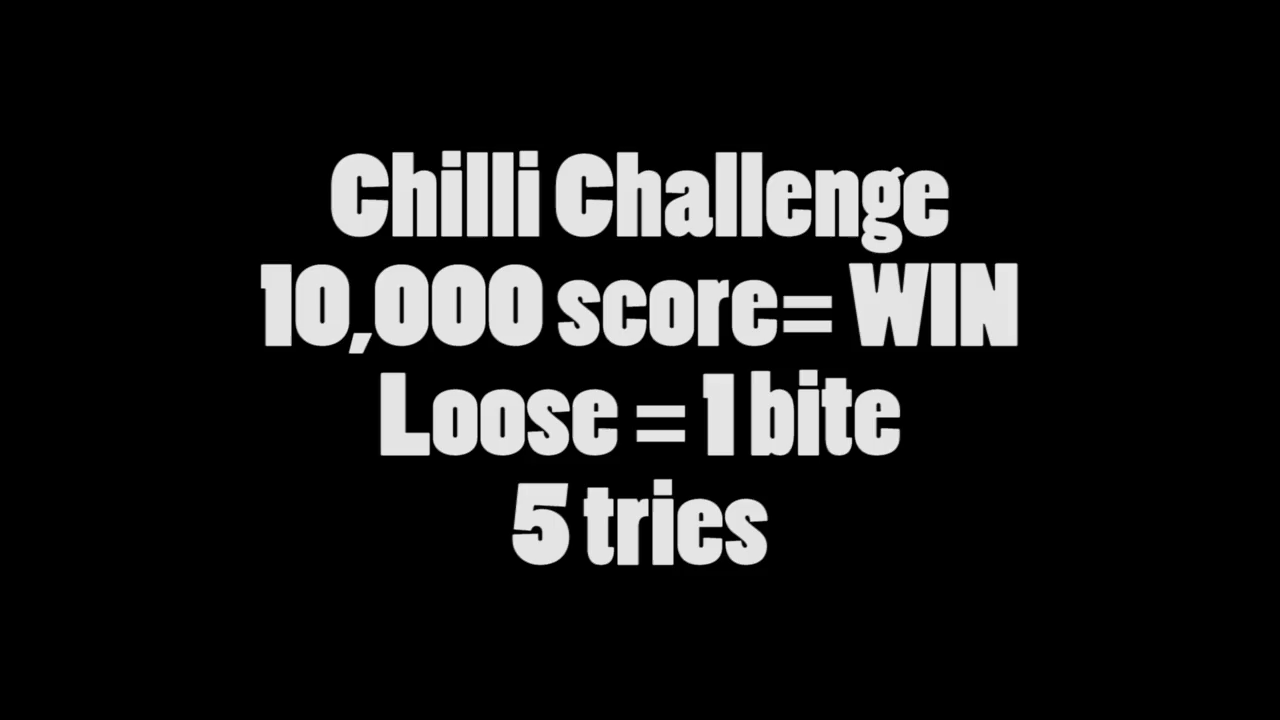 Chilli Challenge
10,000 score= WIN
Loose = 1 bite
5 tries